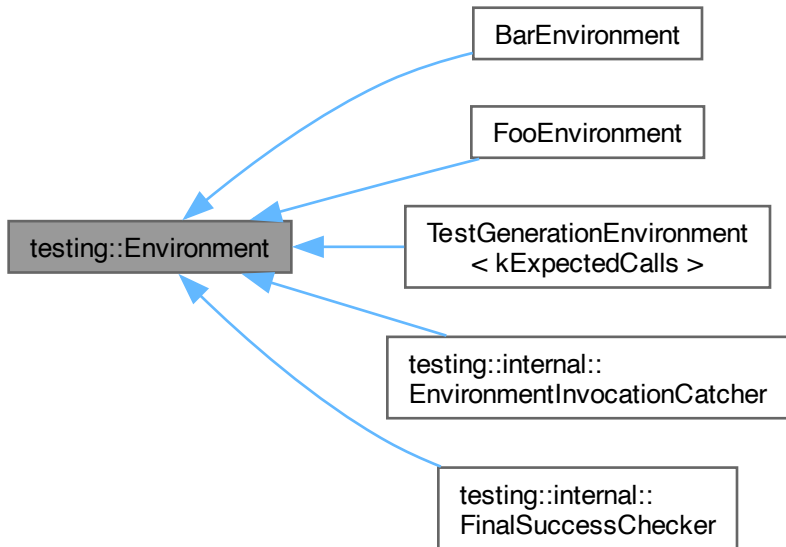 BarEnvironment
FooEnvironment
testing::Environment
TestGenerationEnvironment
< kExpectedCalls >
testing::internal::
EnvironmentInvocationCatcher
testing::internal::
FinalSuccessChecker